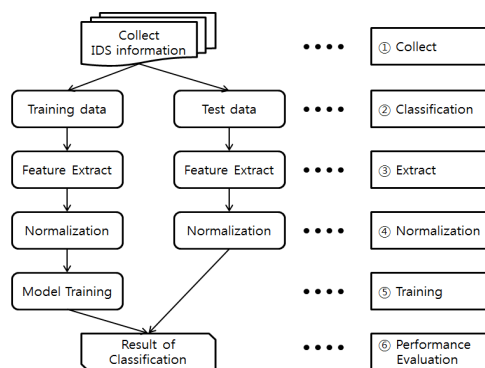 Collect
IDS information
① Collect
Training data
Test data
② Classification
Feature Extract
Feature Extract
③ Extract
Normalization
Normalization
④ Normalization
Model Training
⑤ Training
Result of
Classification
⑥ Performance
Evaluation